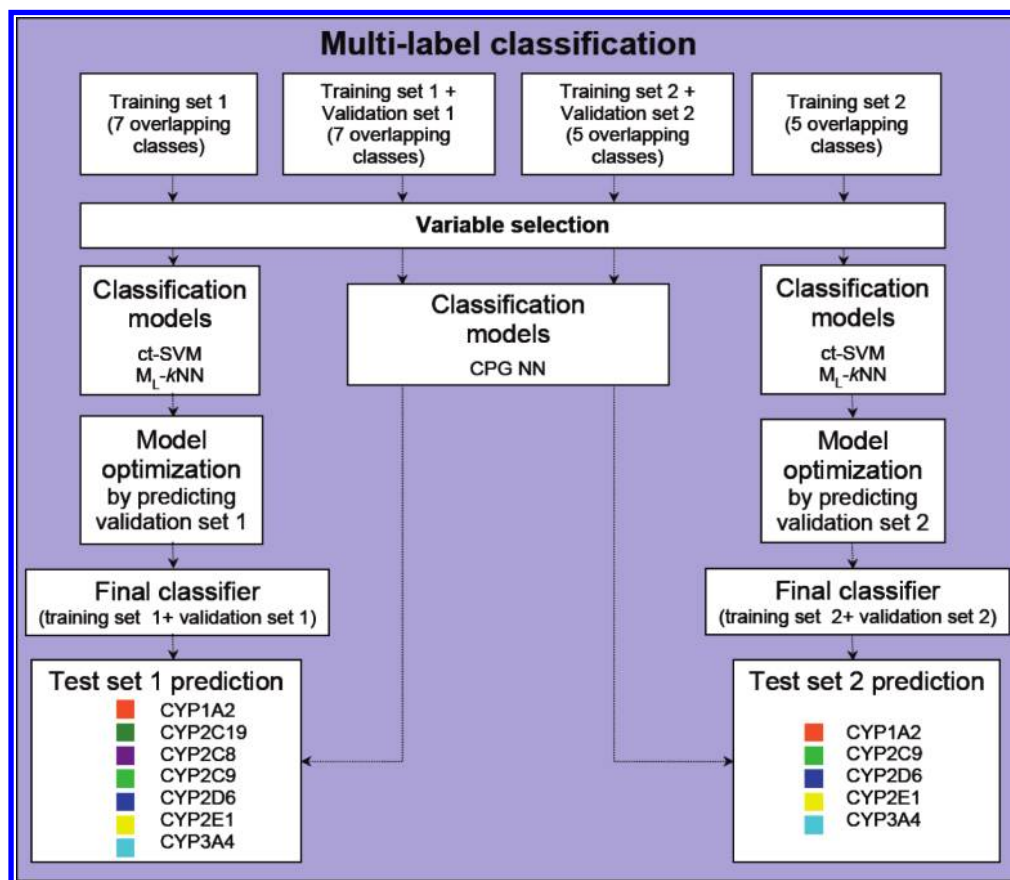 Multi-label classification
Training set 1
(7 overlapping
classes)
Training set 1 +
Validation set 1
(7 overlapping
classes)
Training set 2 +
Validation set 2
(5 overlapping
classes)
Training set 2
(5 overlapping
classes)
Variable selection
Classification
models
ct-SVM
M_L-kNN
Classification
models
CPG NN
Classification
models
ct-SVM
M_L-kNN
Model
optimization
by predicting
validation set 1
Model
optimization
by predicting
validation set 2
Final classifier
(training set 1+ validation set 1)
Final classifier
(training set 2+ validation set 2)
Test set 1 prediction
CYP1A2
CYP2C19
CYP2C8
CYP2C9
CYP2D6
CYP2E1
CYP3A4
Test set 2 prediction
CYP1A2
CYP2C9
CYP2D6
CYP2E1
CYP3A4